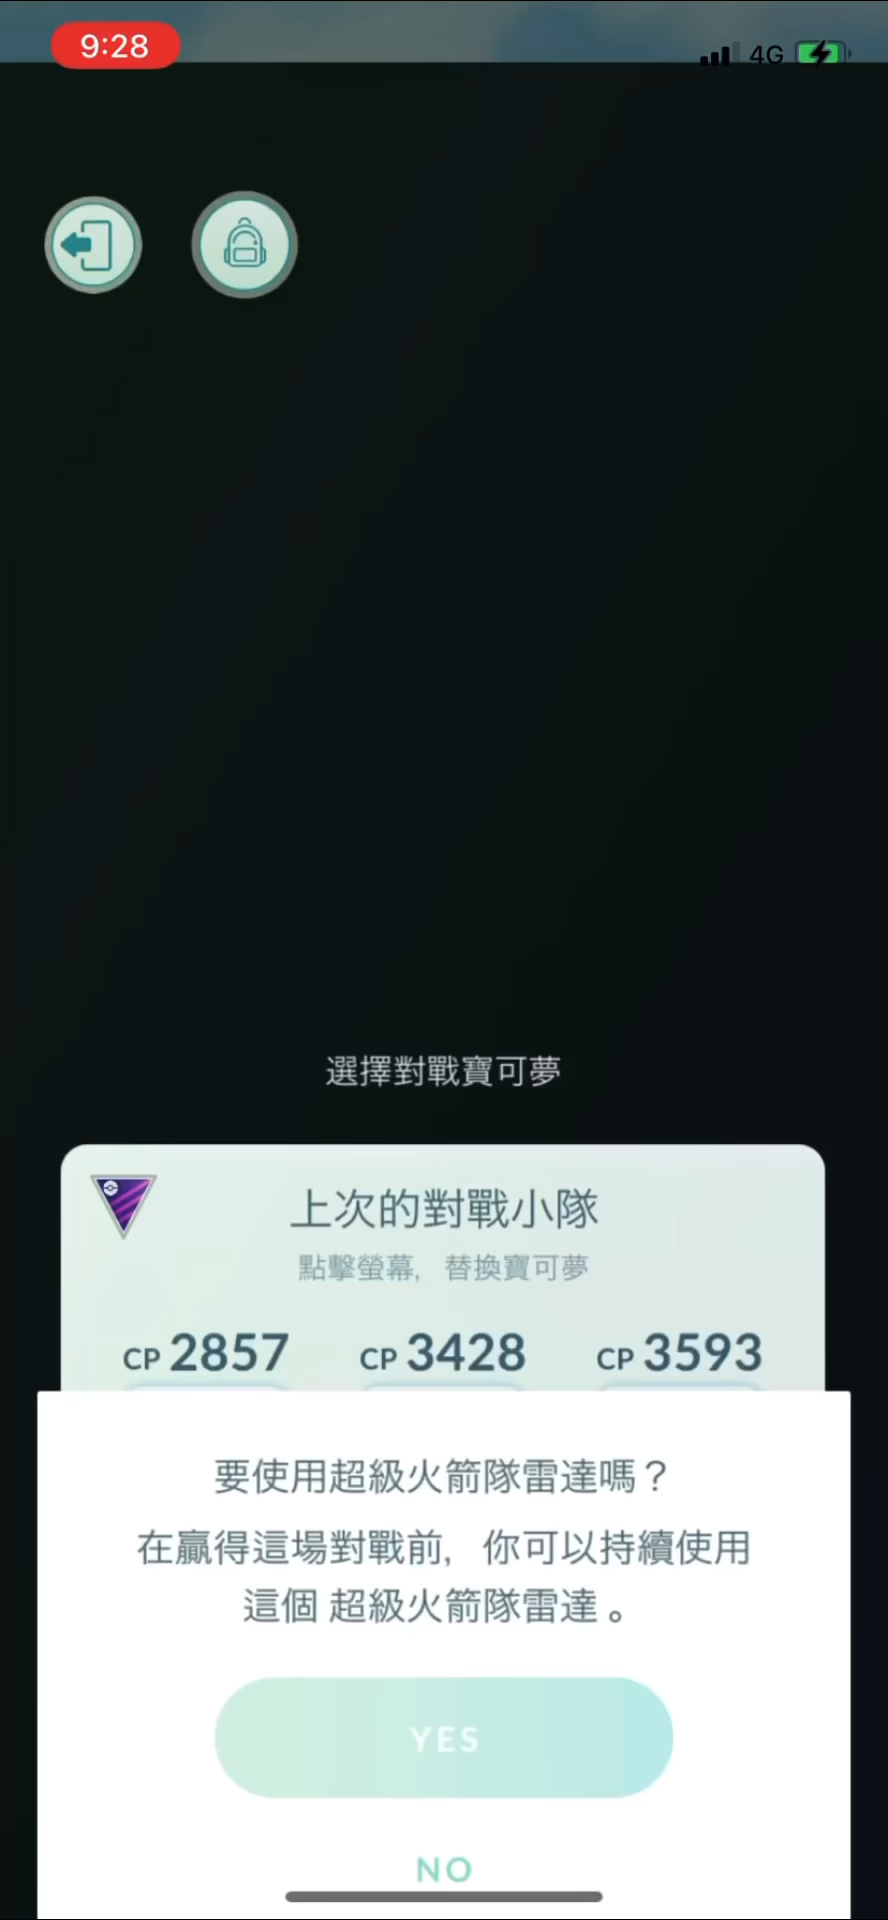 9:28
4G
選擇對戰寶可夢
上次的對戰小隊
點擊螢幕，替換寶可夢
CP 2857 CP 3428 CP 3593
要使用超級火箭隊雷達嗎？
在贏得這場對戰前，你可以持續使用
這個 超級火箭隊雷達 。
YES
NO